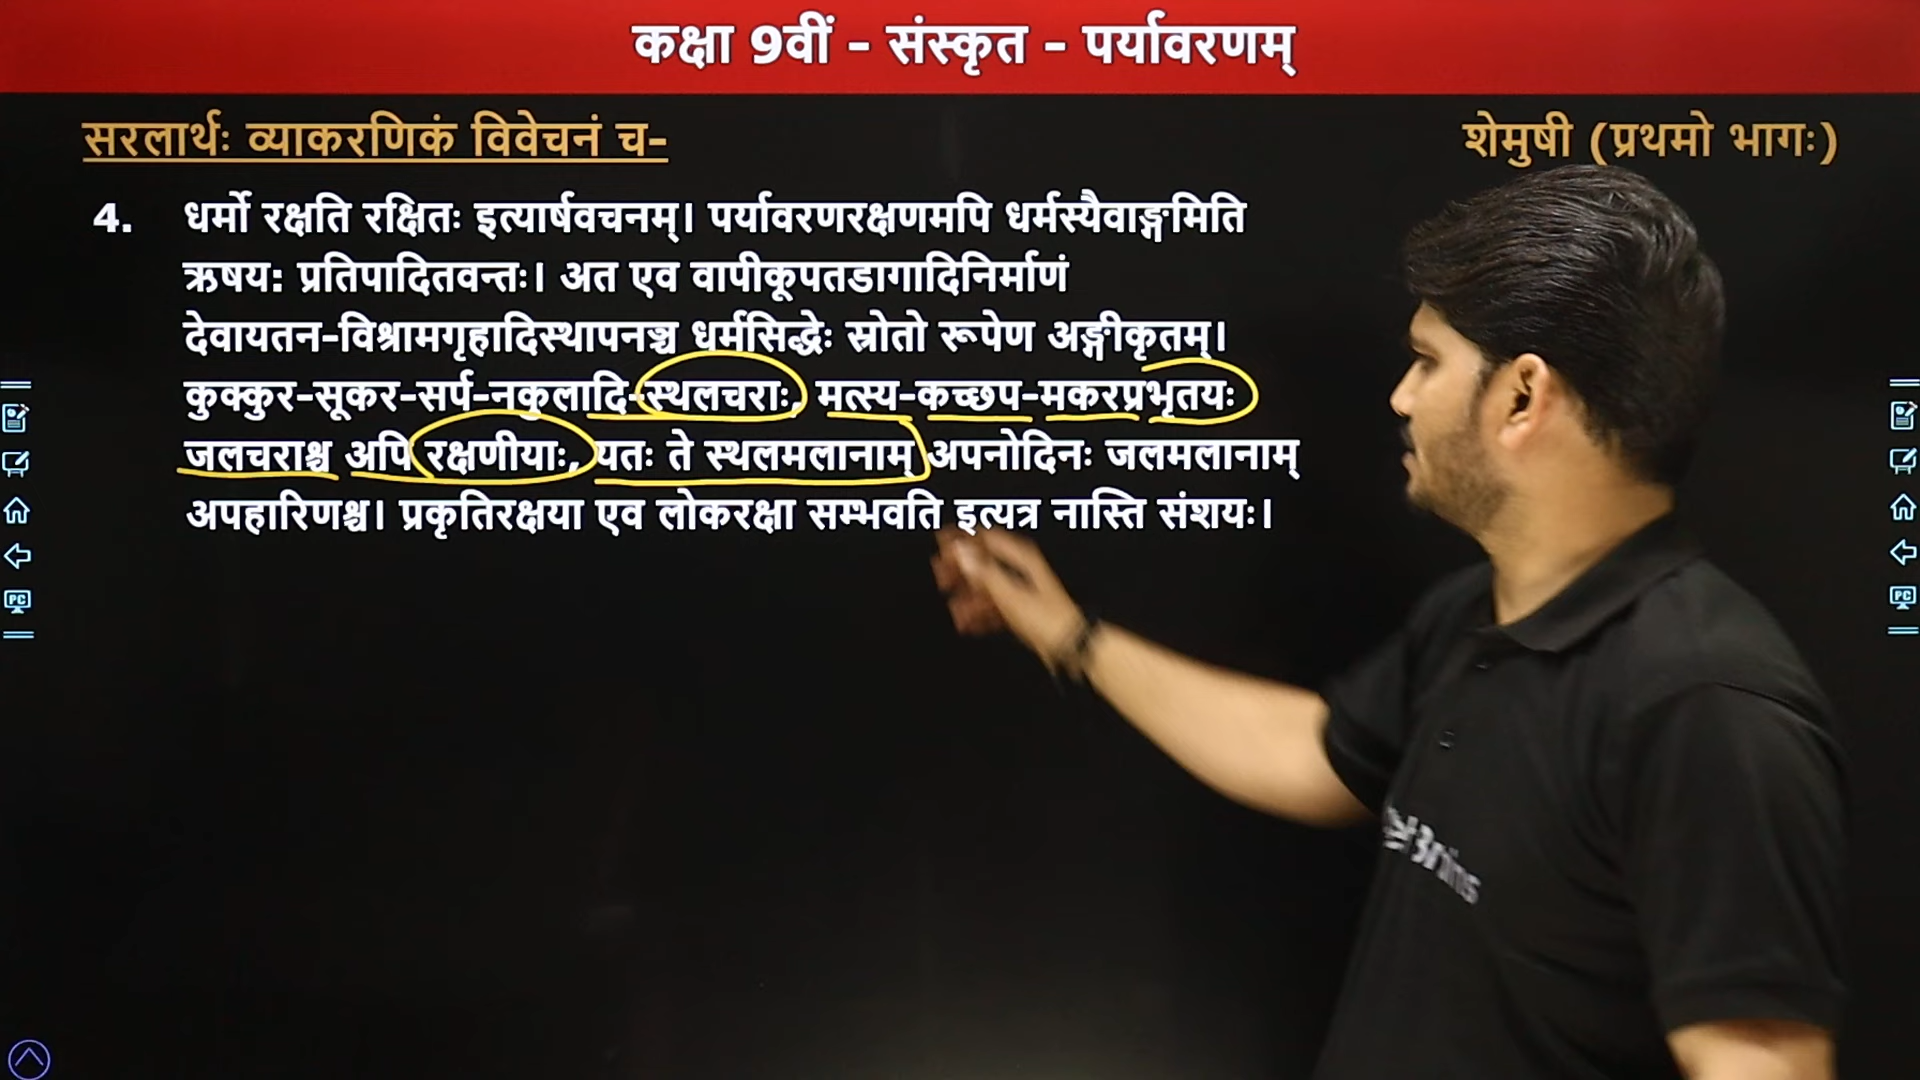 कक्षा 9वीं - संस्कृत - पर्यावरणम्
सरलार्थः व्याकरणिकं विवेचनं च-
शेमुषी (प्रथमो भागः)
4. धर्मो रक्षति रक्षितः इत्यार्षवचनम्। पर्यावरणरक्षणमपि धर्मस्यैवाङ्गमिति
ऋषय: प्रतिपादितवन्तः। अत एव वापीकूपतडागादिनिर्माणं
देवायतन-विश्रामगृहादिस्थापनञ्च धर्मसिद्धेः स्रोतो रूपेण अङ्गीकृतम्।
कुक्कुर-सूकर-सर्प-नकुलादि-स्थलचराः, मत्स्य-कच्छप-मकरप्रभृतयः
जलचराश्च अपि रक्षणीयाः, यतः ते स्थलमलानाम् अपनोदिनः जलमलानाम्
अपहारिणश्च। प्रकृतिरक्षया एव लोकरक्षा सम्भवति इत्यत्र नास्ति संशयः।
PC
PC